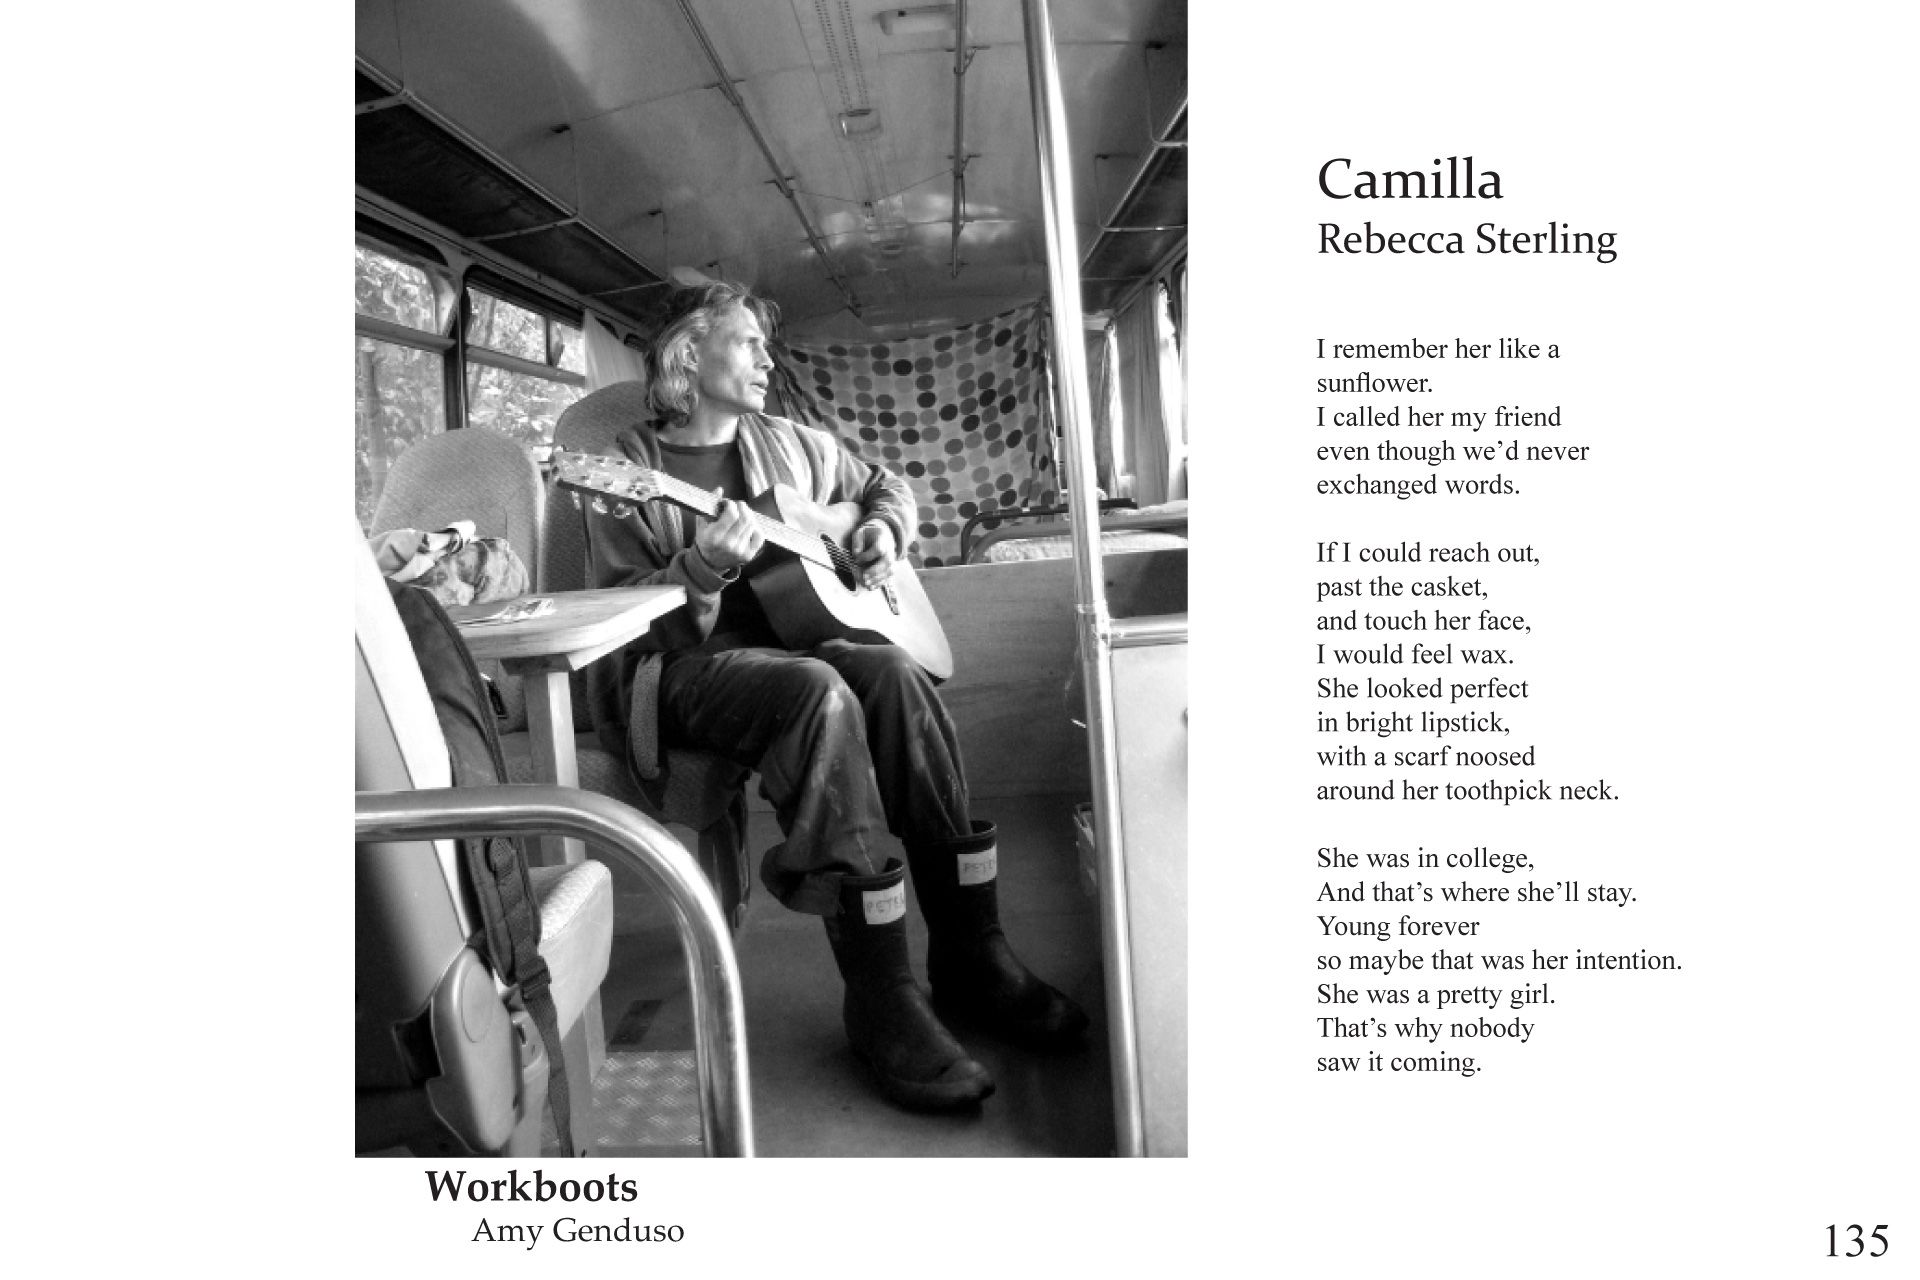 Camilla
Rebecca Sterling
I remember her like a
sunflower.
I called her my friend
even though we’d never
exchanged words.
If I could reach out,
past the casket,
and touch her face,
I would feel wax.
She looked perfect
in bright lipstick,
with a scarf noosed
around her toothpick neck.
She was in college,
And that’s where she’ll stay.
Young forever
so maybe that was her intention.
She was a pretty girl.
That’s why nobody
saw it coming.
Workboots
Amy Genduso
135